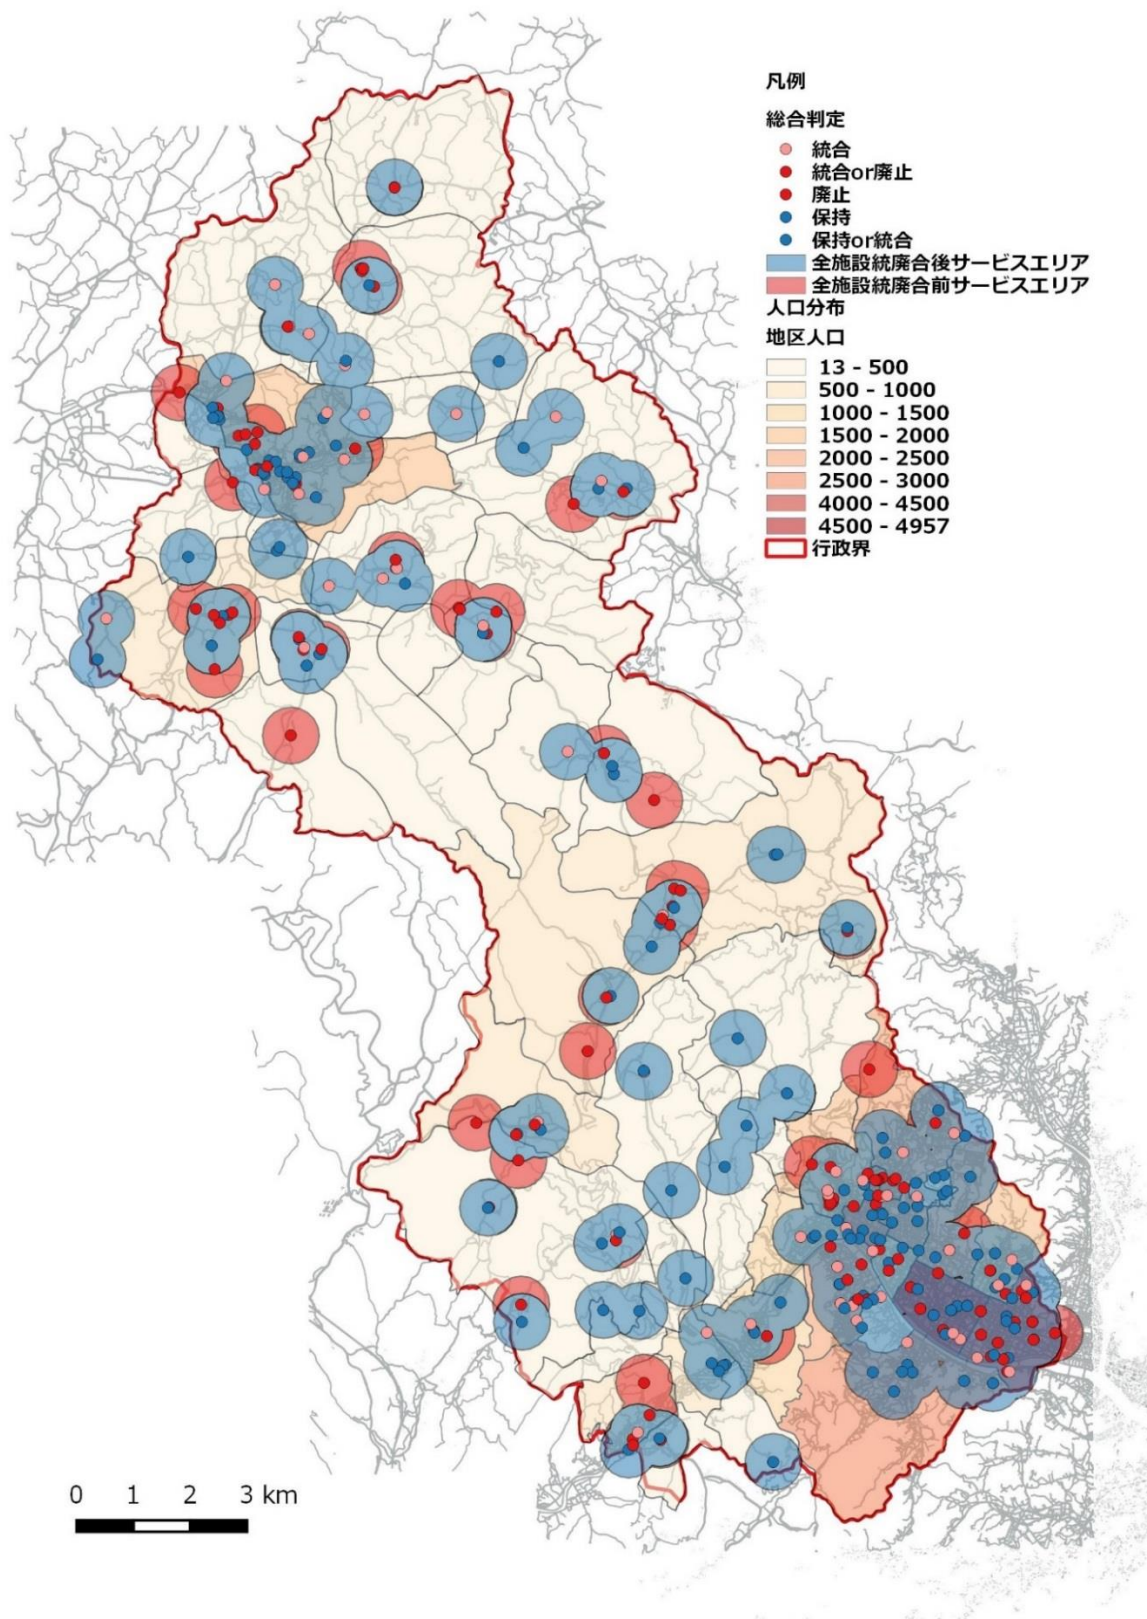 凡例
総合判定
統合
統合or廃止
廃止
保持
保持or統合
全施設統廃合後サービスエリア
全施設統廃合前サービスエリア
人口分布
地区人口
13 - 500
500 - 1000
1000 - 1500
1500 - 2000
2000 - 2500
2500 - 3000
4000 - 4500
4500 - 4957
行政界
0 1 2 3 km